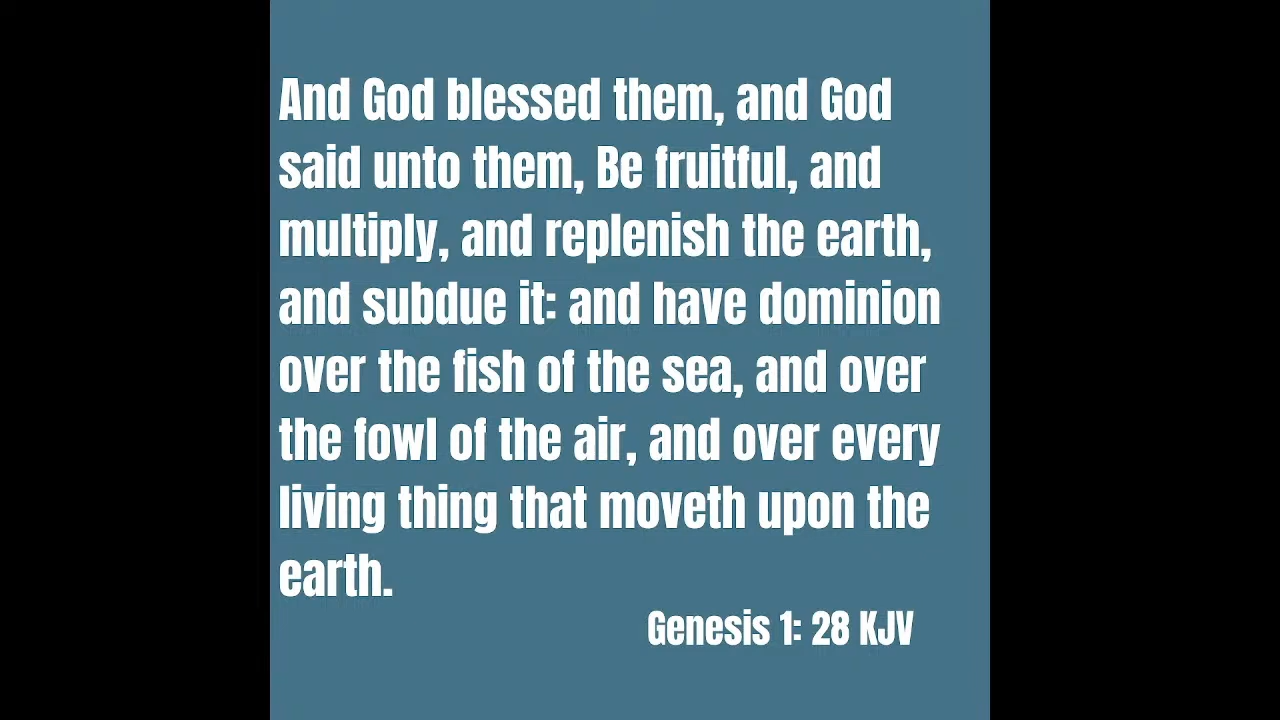 And God blessed them, and God
said unto them, Be fruitful, and
multiply, and replenish the earth,
and subdue it: and have dominion
over the fish of the sea, and over
the fowl of the air, and over every
living thing that moveth upon the
earth.
Genesis 1: 28 KJV